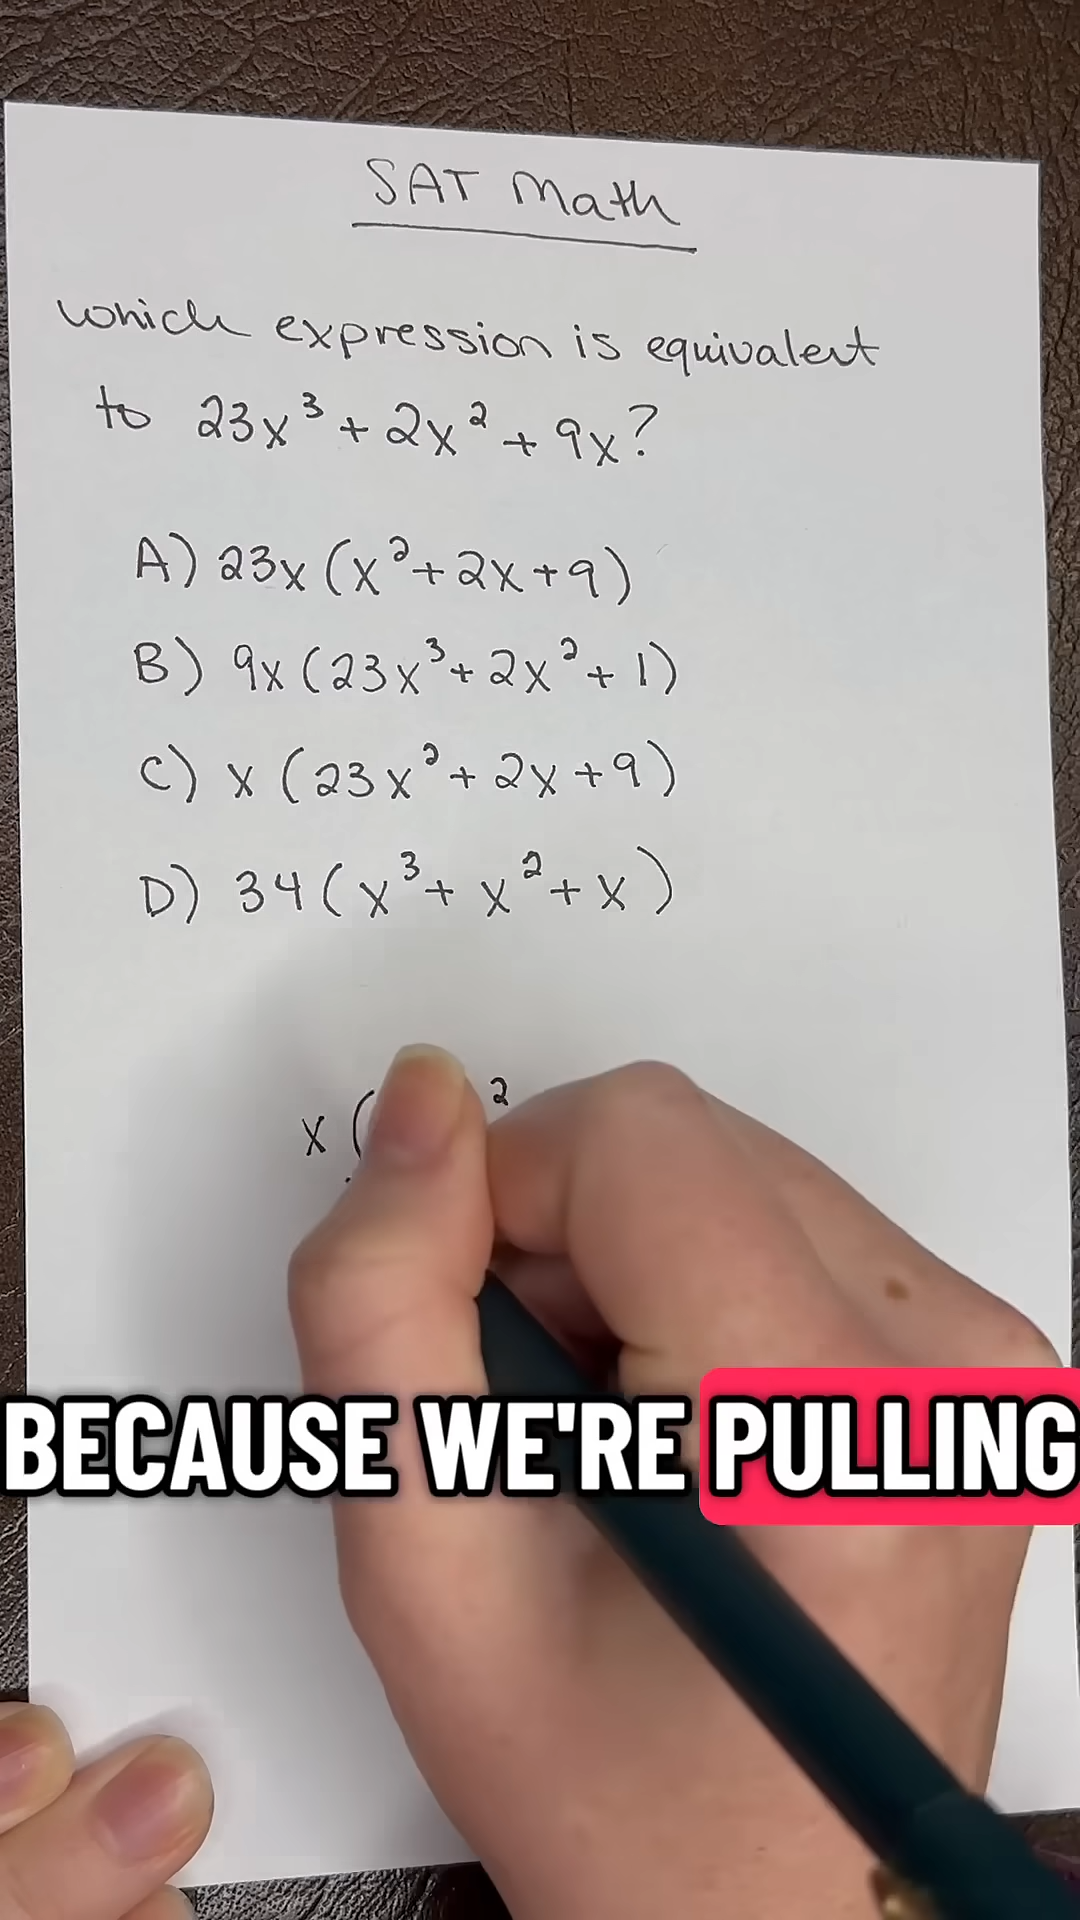 SAT Math
which expression is equivalent
to 23x³ + 2x² + 9x?
A) 23x (x² + 2x + 9)
B) 9x (23x³ + 2x² + 1)
C) x (23x² + 2x + 9)
D) 34 (x³ + x² + x)
x ( ²
BECAUSE WE'RE PULLING